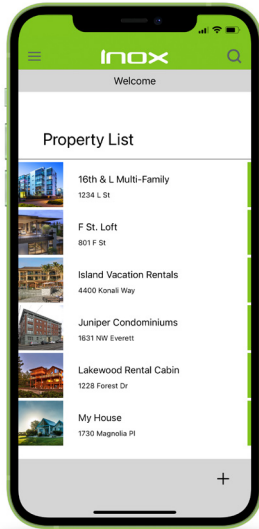 INOX
Welcome
Property List
16th & L Multi-Family
1234 L St
F St. Loft
801 F St
Island Vacation Rentals
4400 Konali Way
Juniper Condominiums
1631 NW Everett
Lakewood Rental Cabin
1228 Forest Dr
My House
1730 Magnolia Pl
+